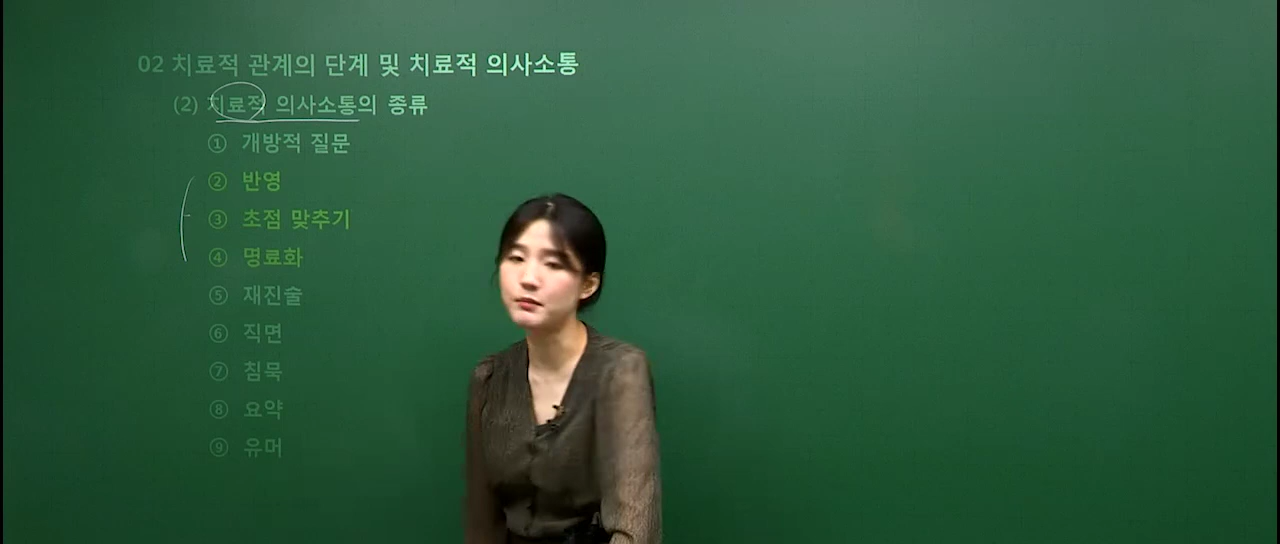 02 치료적 관계의 단계 및 치료적 의사소통
(2) 치료적 의사소통의 종류
① 개방적 질문
② 반영
③ 초점 맞추기
④ 명료화
⑤ 재진술
⑥ 직면
⑦ 침묵
⑧ 요약
⑨ 유머